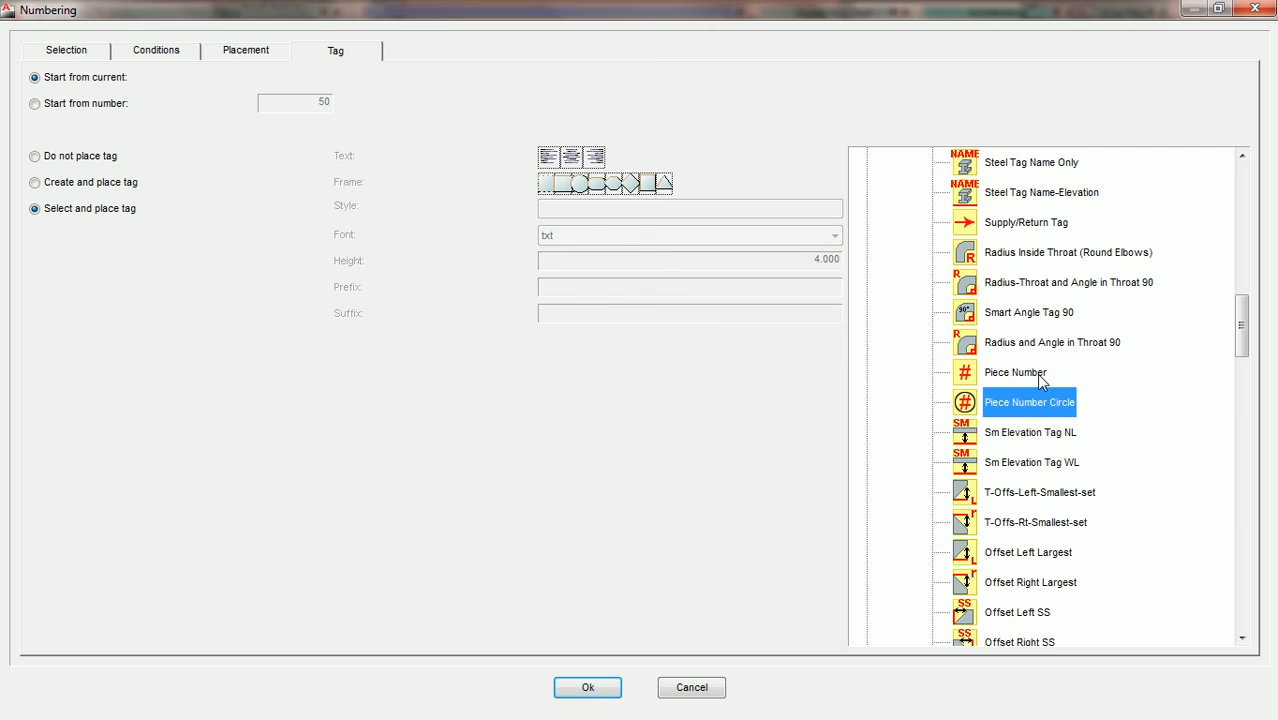 Numbering
Selection
Conditions
Placement
Tag
Start from current:
Start from number:
50
Do not place tag
Create and place tag
Select and place tag
Text:
Frame:
Style:
Font:
txt
Height:
4.000
Prefix:
Suffix:
NAME
Steel Tag Name Only
NAME
Steel Tag Name-Elevation
Supply/Return Tag
R
Radius Inside Throat (Round Elbows)
R
Radius-Throat and Angle in Throat 90
90°
Smart Angle Tag 90
R
Radius and Angle in Throat 90
#
Piece Number
#
Piece Number Circle
SM
Sm Elevation Tag NL
SM
Sm Elevation Tag WL
L
T-Offs-Left-Smallest-set
r
T-Offs-Rt-Smallest-set
L
Offset Left Largest
r
Offset Right Largest
SS
Offset Left SS
SS
Offset Right SS
Ok
Cancel